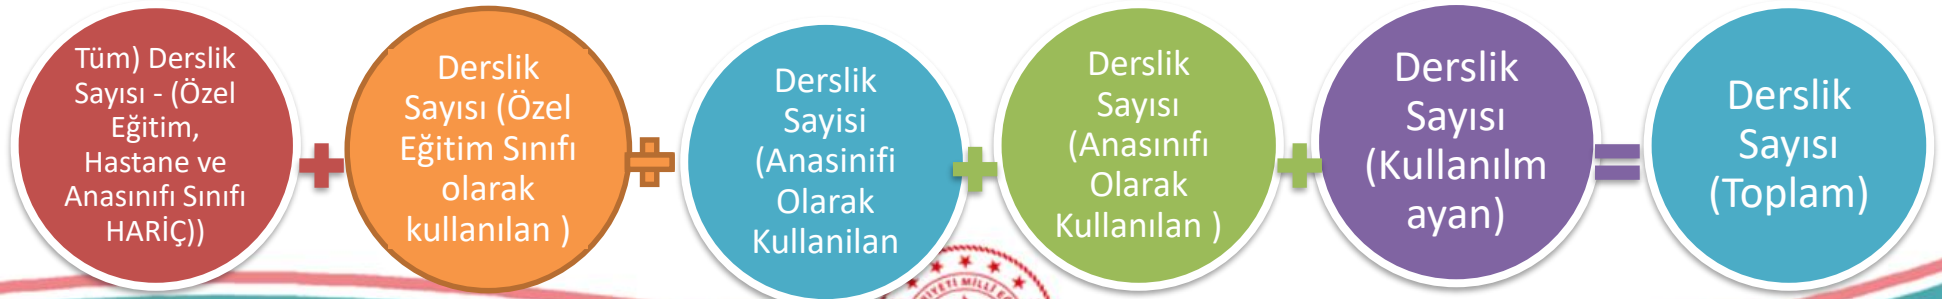 Tüm) Derslik
Sayısı - (Özel
Eğitim,
Hastane ve
Anasınıfı Sınıfı
HARİÇ))
Derslik
Sayısı (Özel
Eğitim Sınıfı
olarak
kullanılan )
Derslik
Sayisi
(Anasinifi
Olarak
Kullanilan
Derslik
Sayısı
(Anasınıfı
Olarak
Kullanılan )
Derslik
Sayısı
(Kullanılm
ayan)
Derslik
Sayısı
(Toplam)